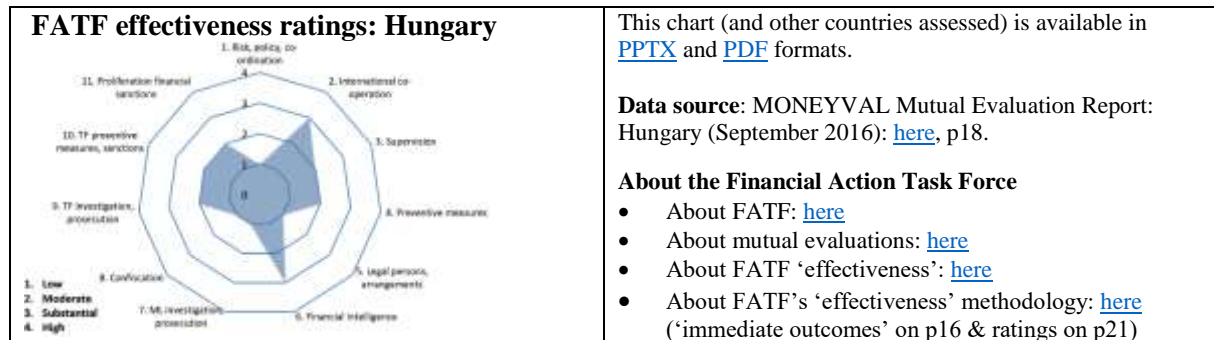 FATF effectiveness ratings: Hungary
1. Risk, policy, co-
ordination
2. International co-
operation
3. Supervision
4. Preventive measures
5. Legal persons,
arrangements
6. Financial intelligence
7. ML investigation,
prosecution
8. Confiscation
9. TF investigation,
prosecution
10. TF preventive
measures, sanctions
11. Proliferation financial
sanctions
4
3
2
1
0
1. Low
2. Moderate
3. Substantial
4. High
This chart (and other countries assessed) is available in
PPTX and PDF formats.
Data source: MONEYVAL Mutual Evaluation Report:
Hungary (September 2016): here, p18.
About the Financial Action Task Force
• About FATF: here
• About mutual evaluations: here
• About FATF ‘effectiveness’: here
• About FATF’s ‘effectiveness’ methodology: here
(‘immediate outcomes’ on p16 & ratings on p21)